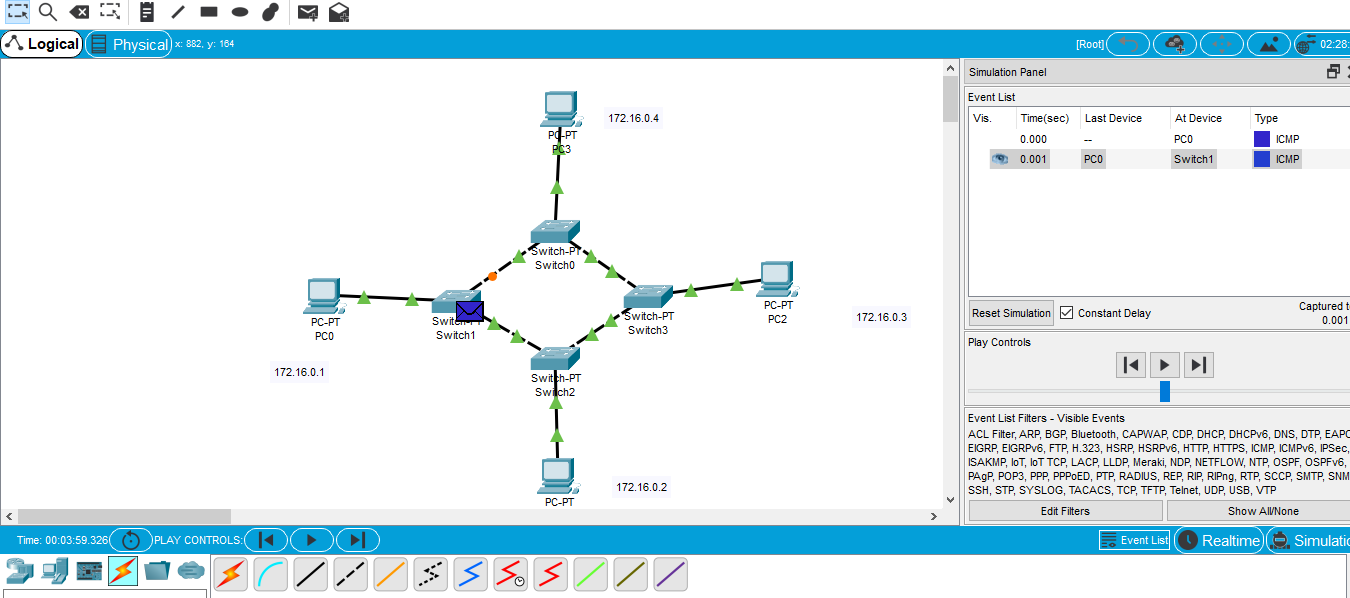 Logical
Physical x: 882, y: 164
[Root]
02:28:
172.16.0.4
PC-PT
PC3
Switch-PT
Switch0
PC-PT
PC0
Switch-PT
Switch1
Switch-PT
Switch3
PC-PT
PC2
172.16.0.3
172.16.0.1
Switch-PT
Switch2
172.16.0.2
PC-PT
Simulation Panel
Event List
Vis. Time(sec) Last Device At Device Type
0.000 -- PC0 ICMP
0.001 PC0 Switch1 ICMP
Reset Simulation Constant Delay Captured to
0.001
Play Controls
Event List Filters - Visible Events
ACL Filter, ARP, BGP, Bluetooth, CAPWAP, CDP, DHCP, DHCPv6, DNS, DTP, EAPO
EIGRP, EIGRPv6, FTP, H.323, HSRP, HSRPv6, HTTP, HTTPS, ICMP, ICMPv6, IPSec,
ISAKMP, IoT, IoT TCP, LACP, LLDP, Meraki, NDP, NETFLOW, NTP, OSPF, OSPFv6,
PAgP, POP3, PPP, PPPoED, PTP, RADIUS, REP, RIP, RIPng, RTP, SCCP, SMTP, SNM
SSH, STP, SYSLOG, TACACS, TCP, TFTP, Telnet, UDP, USB, VTP
Edit Filters Show All/None
Time: 00:03:59.326 PLAY CONTROLS:
Event List Realtime Simulatio